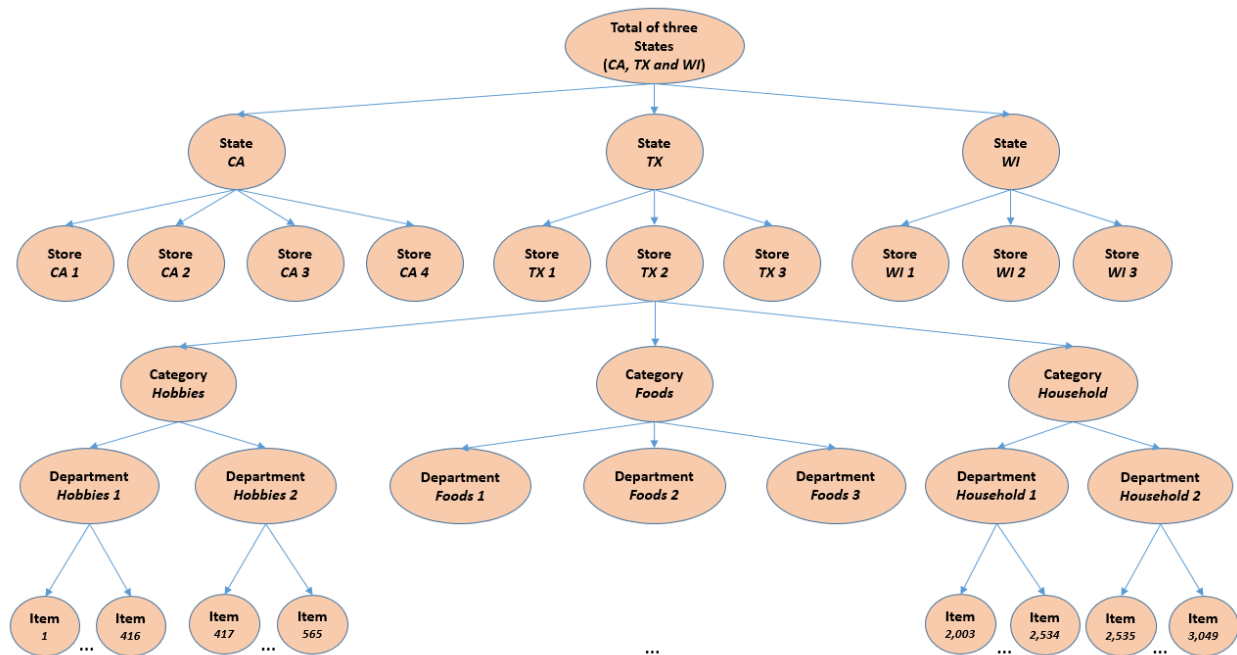 Total of three
States
(CA, TX and WI)
State
CA
State
TX
State
WI
Store
CA 1
Store
CA 2
Store
CA 3
Store
CA 4
Store
TX 1
Store
TX 2
Store
TX 3
Store
WI 1
Store
WI 2
Store
WI 3
Category
Hobbies
Category
Foods
Category
Household
Department
Hobbies 1
Department
Hobbies 2
Department
Foods 1
Department
Foods 2
Department
Foods 3
Department
Household 1
Department
Household 2
Item
1
...
Item
416
Item
417
...
Item
565
...
Item
2,003
...
Item
2,534
Item
2,535
...
Item
3,049